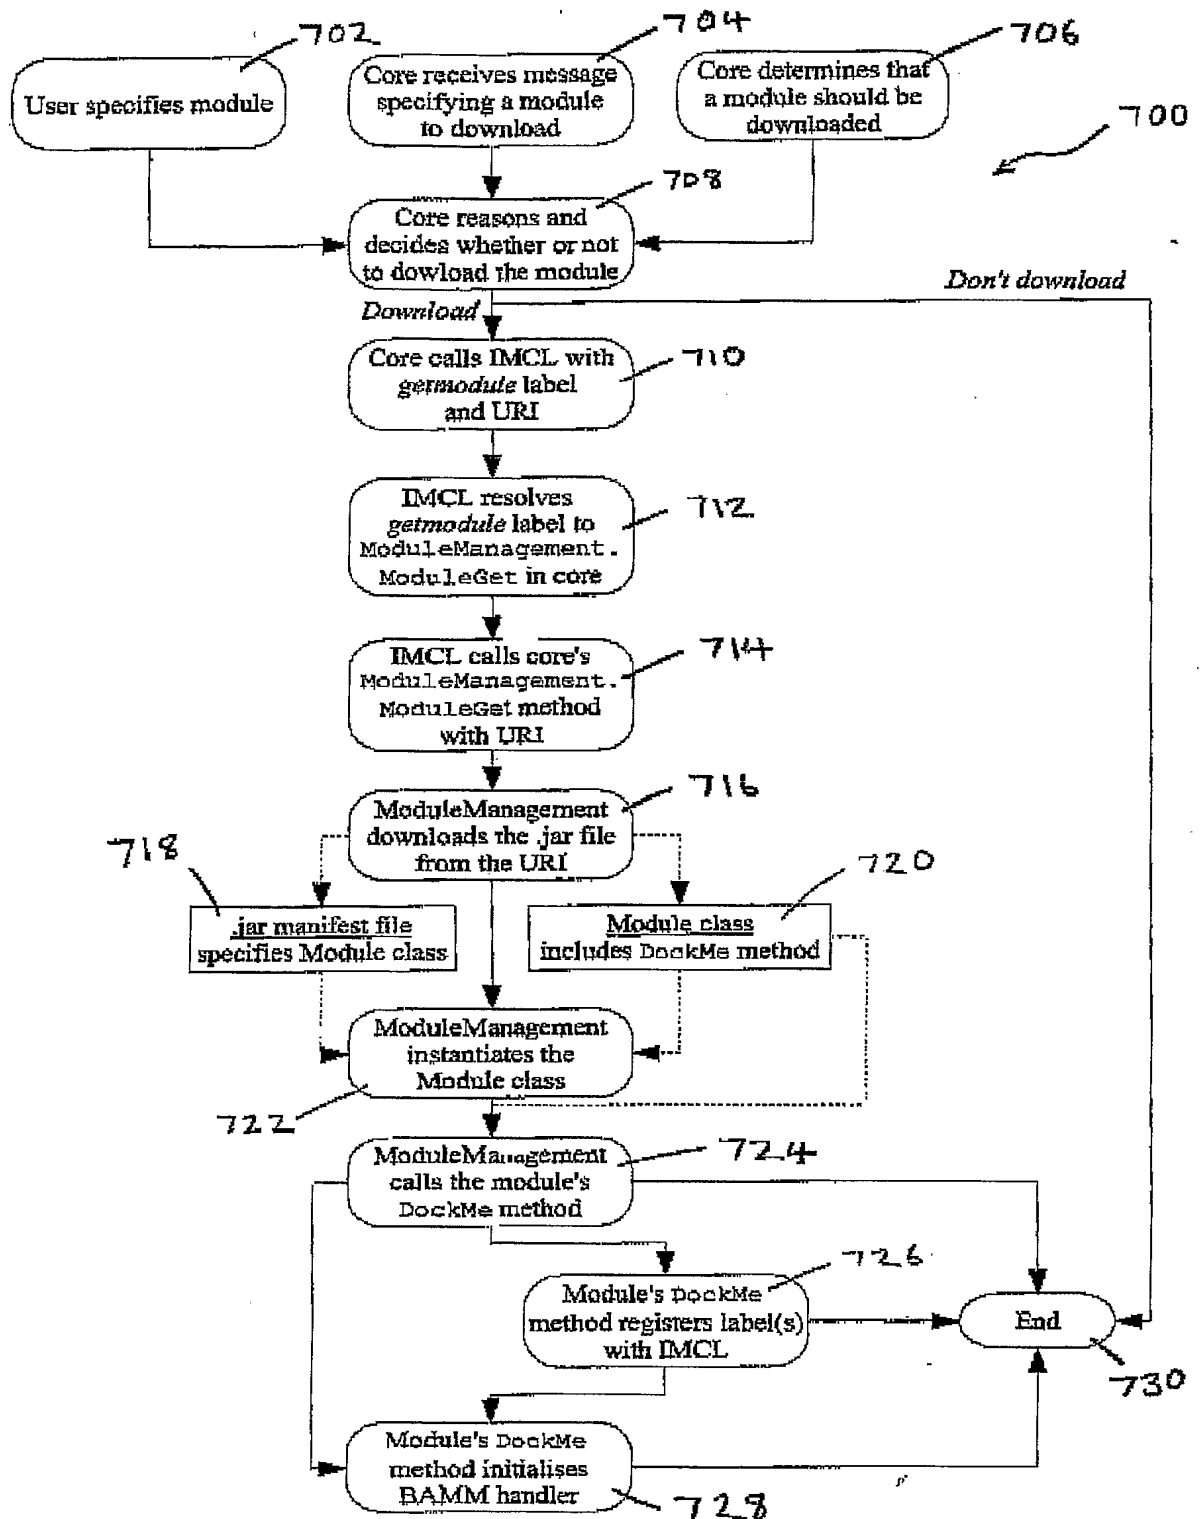 702
704
706
User specifies module
Core receives message
specifying a module
to download
Core determines that
a module should be
downloaded
700
708
Core reasons and
decides whether or not
to dowload the module
Don't download
Download
710
Core calls IMCL with
getmodule label
and URI
712
IMCL resolves
getmodule label to
ModuleManagement.
ModuleGet in core
714
IMCL calls core's
ModuleManagement.
ModuleGet method
with URI
716
ModuleManagement
downloads the .jar file
from the URI
718
720
.jar manifest file
specifies Module class
Module class
includes DockMe method
ModuleManagement
instantiates the
Module class
722
724
ModuleManagement
calls the module's
DockMe method
726
Module's DockMe
method registers label(s)
with IMCL
End
730
Module's DockMe
method initialises
BAMM handler
728